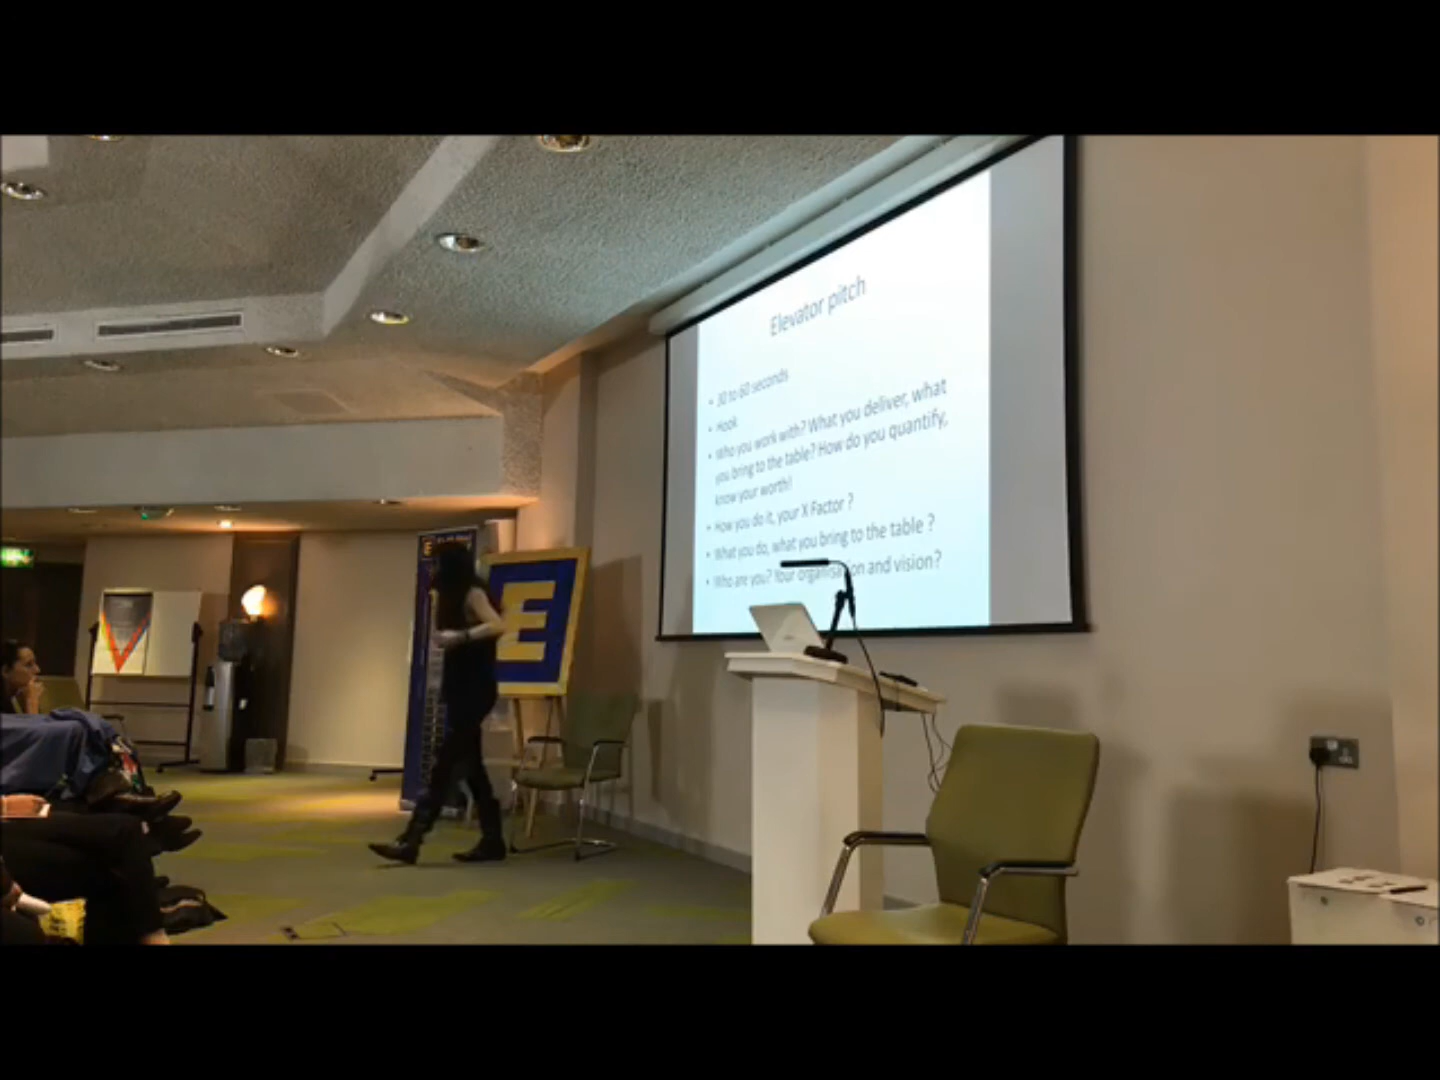 Elevator pitch
• 30 to 60 seconds
• Hook
• Who you work with? What you deliver, what
you bring to the table? How do you quantify,
know your worth!
• How you do it, your X Factor ?
• What you do, what you bring to the table ?
• Who are you? Your organisation and vision?
E
E